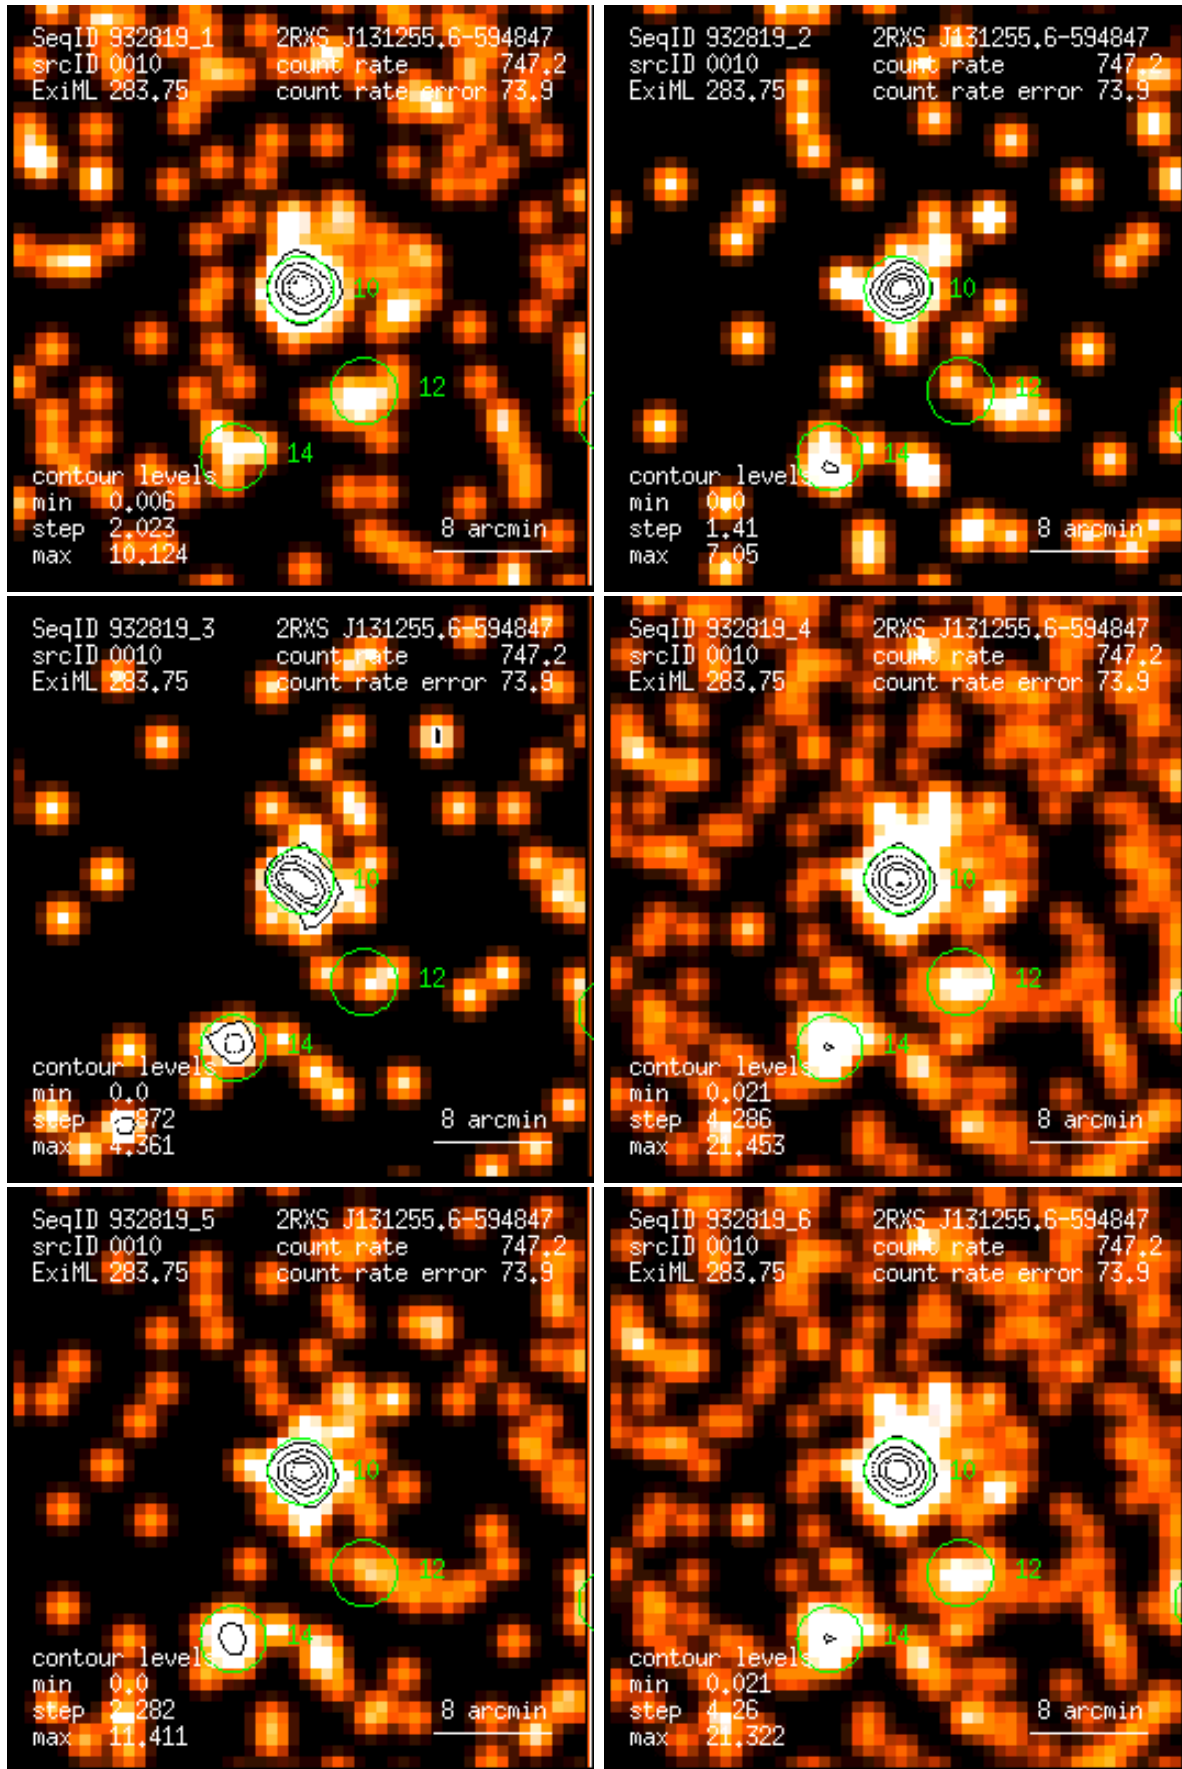 SeqID 932819_1 2RXS J131255.6-594847
srcID 0010 count rate 747.2
ExiML 283.75 count rate error 73.9
10
12
14
contour levels
min 0.006
step 2.023 8 arcmin
max 10.124
SeqID 932819_2 2RXS J131255.6-594847
srcID 0010 count rate 747.2
ExiML 283.75 count rate error 73.9
10
12
14
contour levels
min 0.0
step 1.41 8 arcmin
max 7.05
SeqID 932819_3 2RXS J131255.6-594847
srcID 0010 count rate 747.2
ExiML 283.75 count rate error 73.9
10
12
14
contour levels
min 0.0
step 0.872 8 arcmin
max 4.361
SeqID 932819_4 2RXS J131255.6-594847
srcID 0010 count rate 747.2
ExiML 283.75 count rate error 73.9
10
12
14
contour levels
min 0.021
step 4.286 8 arcmin
max 21.453
SeqID 932819_5 2RXS J131255.6-594847
srcID 0010 count rate 747.2
ExiML 283.75 count rate error 73.9
10
12
14
contour levels
min 0.0
step 2.282 8 arcmin
max 11.411
SeqID 932819_6 2RXS J131255.6-594847
srcID 0010 count rate 747.2
ExiML 283.75 count rate error 73.9
10
12
14
contour levels
min 0.021
step 4.26 8 arcmin
max 21.322